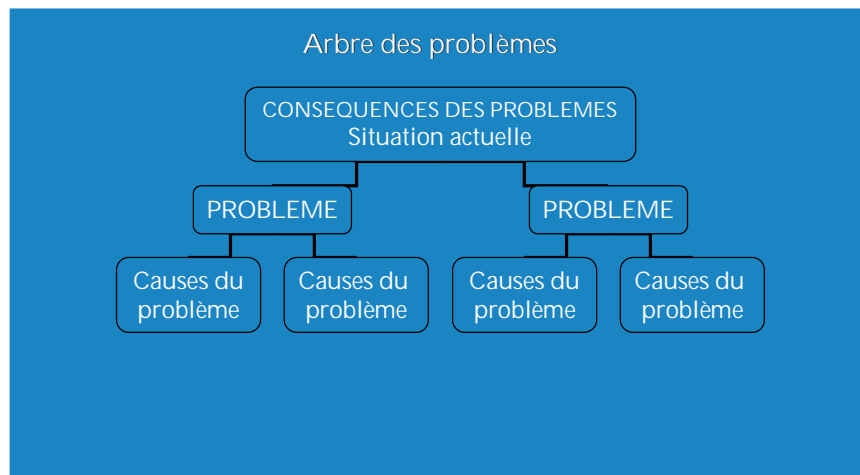 Arbre des problèmes
CONSEQUENCES DES PROBLEMES
Situation actuelle
PROBLEME
PROBLEME
Causes du
problème
Causes du
problème
Causes du
problème
Causes du
problème